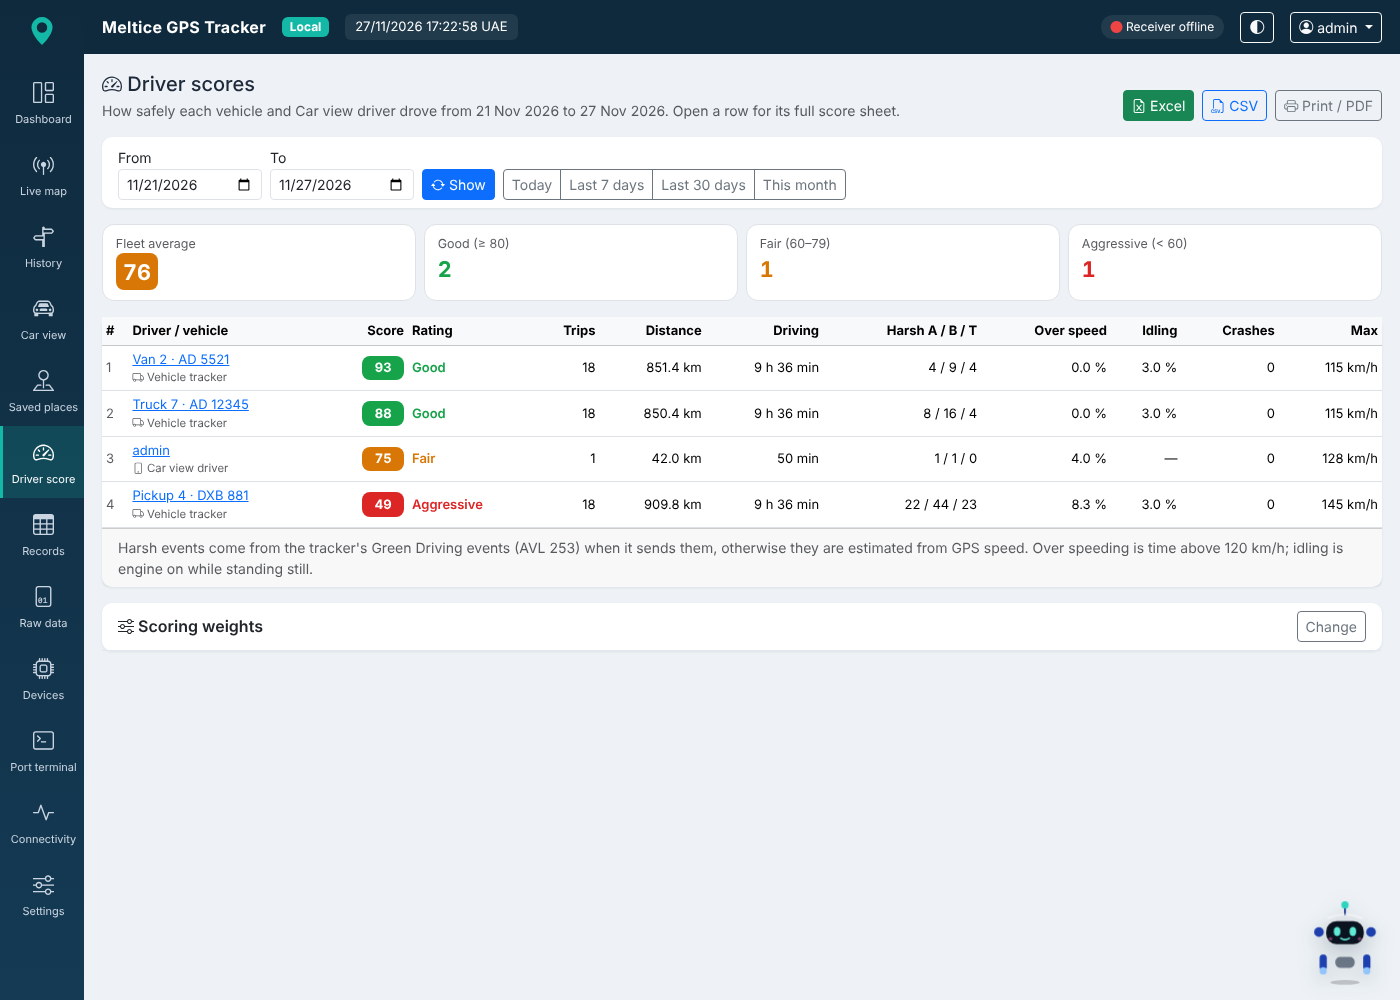 Meltice GPS Tracker Local 27/11/2026 17:22:58 UAE Receiver offline admin
Dashboard
Live map
History
Car view
Saved places
Driver score
Records
Raw data
Devices
Port terminal
Connectivity
Settings
Driver scores
How safely each vehicle and Car view driver drove from 21 Nov 2026 to 27 Nov 2026. Open a row for its full score sheet.
Excel CSV Print / PDF
From To
11/21/2026 11/27/2026 Show Today Last 7 days Last 30 days This month
Fleet average Good (≥ 80) Fair (60–79) Aggressive (< 60)
76 2 1 1
# Driver / vehicle Score Rating Trips Distance Driving Harsh A / B / T Over speed Idling Crashes Max
1 Van 2 · AD 5521 93 Good 18 851.4 km 9 h 36 min 4 / 9 / 4 0.0 % 3.0 % 0 115 km/h
Vehicle tracker
2 Truck 7 · AD 12345 88 Good 18 850.4 km 9 h 36 min 8 / 16 / 4 0.0 % 3.0 % 0 115 km/h
Vehicle tracker
3 admin 75 Fair 1 42.0 km 50 min 1 / 1 / 0 4.0 % — 0 128 km/h
Car view driver
4 Pickup 4 · DXB 881 49 Aggressive 18 909.8 km 9 h 36 min 22 / 44 / 23 8.3 % 3.0 % 0 145 km/h
Vehicle tracker
Harsh events come from the tracker's Green Driving events (AVL 253) when it sends them, otherwise they are estimated from GPS speed. Over speeding is time above 120 km/h; idling is
engine on while standing still.
Scoring weights Change